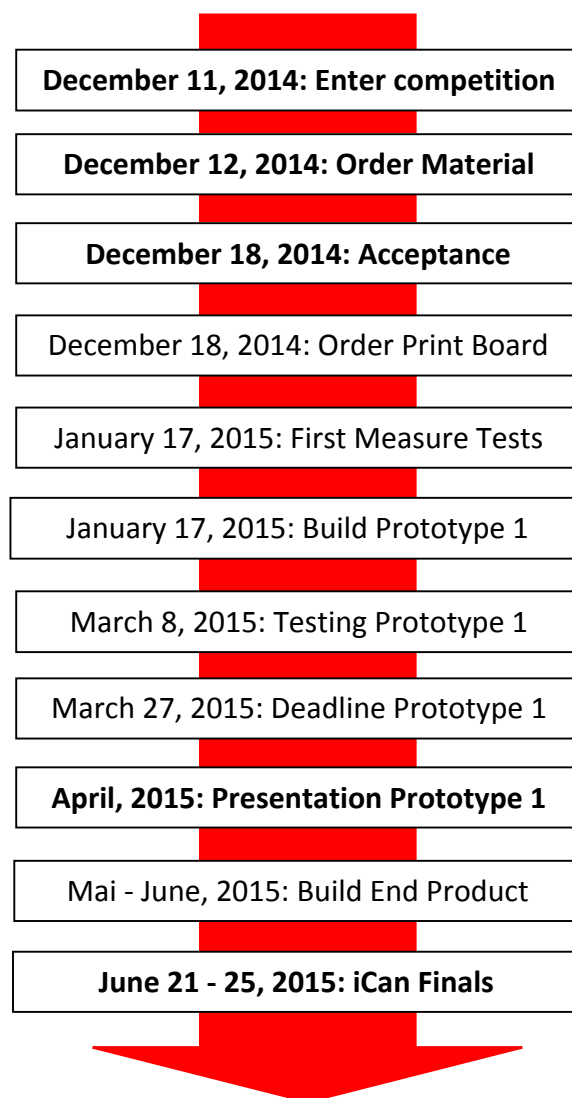 December 11, 2014: Enter competition
December 12, 2014: Order Material
December 18, 2014: Acceptance
December 18, 2014: Order Print Board
January 17, 2015: First Measure Tests
January 17, 2015: Build Prototype 1
March 8, 2015: Testing Prototype 1
March 27, 2015: Deadline Prototype 1
April, 2015: Presentation Prototype 1
Mai - June, 2015: Build End Product
June 21 - 25, 2015: iCan Finals